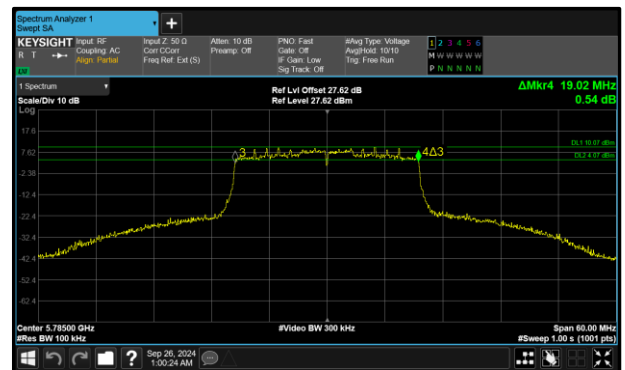 Spectrum Analyzer 1
Swept SA
+
KEYSIGHT
R T
LXI
Input: RF
Coupling: AC
Align: Partial
Input Z: 50 Ω
Corr CCorr
Freq Ref: Ext (S)
Atten: 10 dB
Preamp: Off
PNO: Fast
Gate: Off
IF Gain: Low
Sig Track: Off
#Avg Type: Voltage
Avg|Hold: 10/10
Trig: Free Run
1 2 3 4 5 6
M W W W W W
P N N N N N
1 Spectrum
Scale/Div 10 dB
Log
Ref Lvl Offset 27.62 dB
Ref Level 27.62 dBm
ΔMkr4 19.02 MHz
0.54 dB
17.6
7.62
-2.38
-12.4
-22.4
-32.4
-42.4
-52.4
-62.4
3
4Δ3
DL1 10.07 dBm
DL2 4.07 dBm
Center 5.78500 GHz
#Res BW 100 kHz
#Video BW 300 kHz
Span 60.00 MHz
#Sweep 1.00 s (1001 pts)
?
Sep 26, 2024
1:00:24 AM